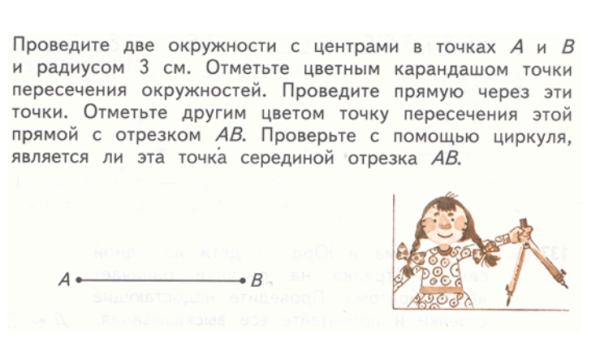 Проведите две окружности с центрами в точках A и B
и радиусом 3 см. Отметьте цветным карандашом точки
пересечения окружностей. Проведите прямую через эти
точки. Отметьте другим цветом точку пересечения этой
прямой с отрезком AB. Проверьте с помощью циркуля,
является ли эта точка серединой отрезка AB.
A B